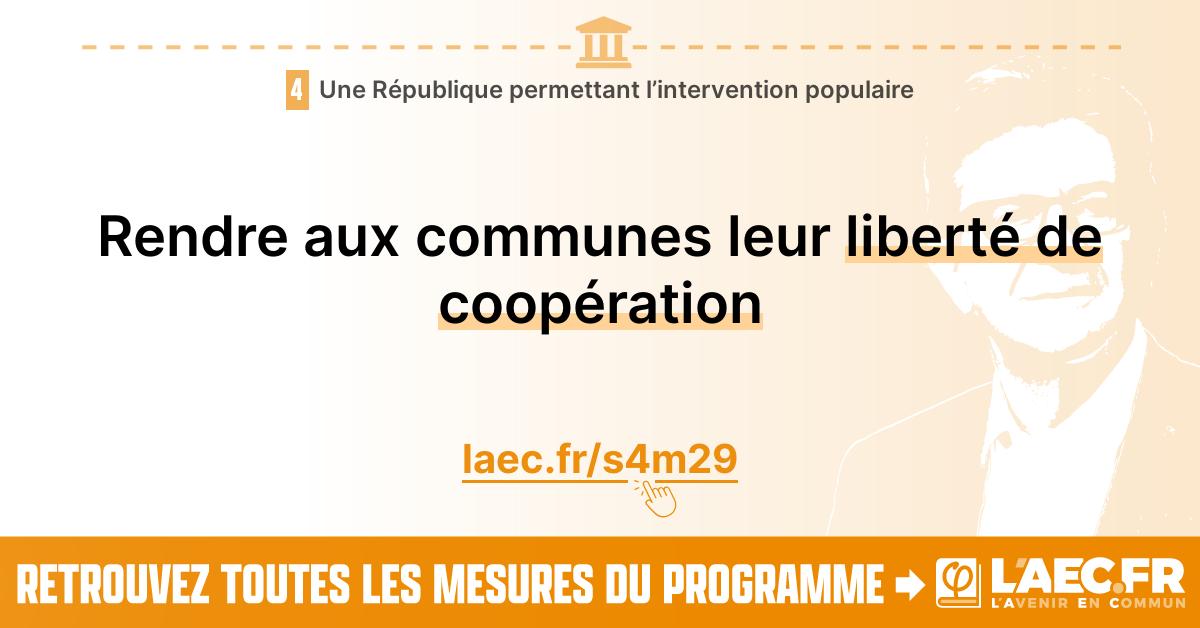 4 Une République permettant l’intervention populaire
Rendre aux communes leur liberté de
coopération
laec.fr/s4m29
RETROUVEZ TOUTES LES MESURES DU PROGRAMME
L'AEC.FR
L'AVENIR EN COMMUN